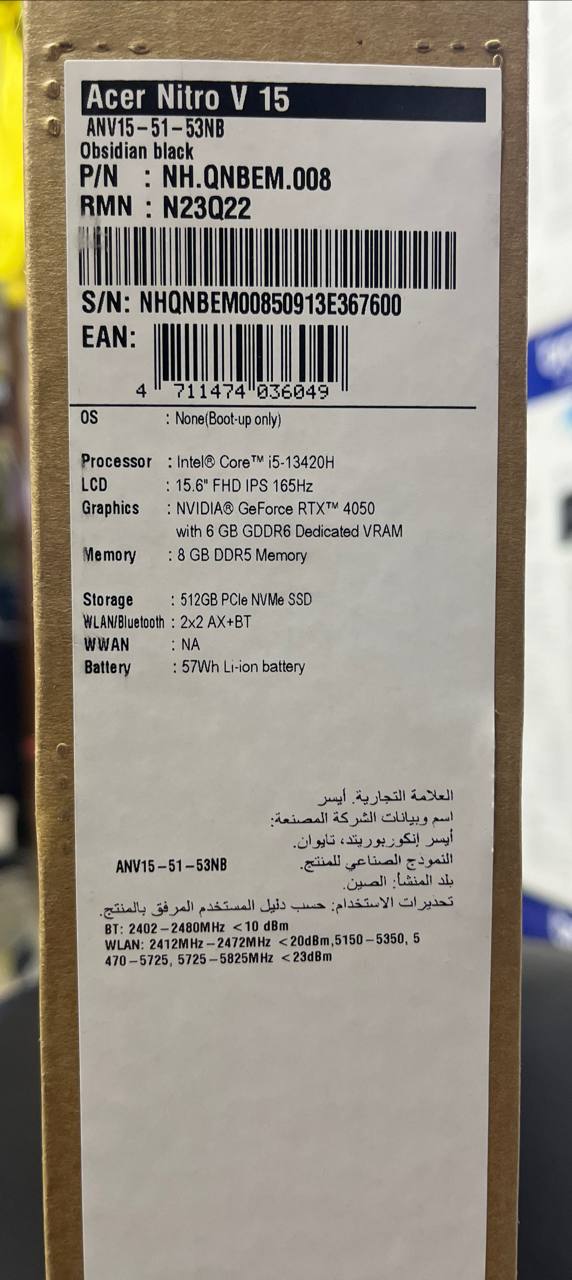 Acer Nitro V 15
ANV15-51-53NB
Obsidian black
P/N : NH.QNBEM.008
RMN : N23Q22
S/N: NHQNBEM00850913E367600
EAN:
4 711474 036049
OS : None(Boot-up only)
Processor : Intel® Core™ i5-13420H
LCD : 15.6" FHD IPS 165Hz
Graphics : NVIDIA® GeForce RTX™ 4050
with 6 GB GDDR6 Dedicated VRAM
Memory : 8 GB DDR5 Memory
Storage : 512GB PCIe NVMe SSD
WLAN/Bluetooth : 2x2 AX+BT
WWAN : NA
Battery : 57Wh Li-ion battery
العلامة التجارية. أيسر
اسم وبيانات الشركة المصنعة:
أيسر إنكوربوريتد، تايوان.
النموذج الصناعي للمنتج. ANV15-51-53NB
بلد المنشأ: الصين.
تحذيرات الاستخدام: حسب دليل المستخدم المرفق بالمنتج.
BT: 2402-2480MHz <10 dBm
WLAN: 2412MHz-2472MHz <20dBm,5150-5350, 5
470-5725, 5725-5825MHz <23dBm